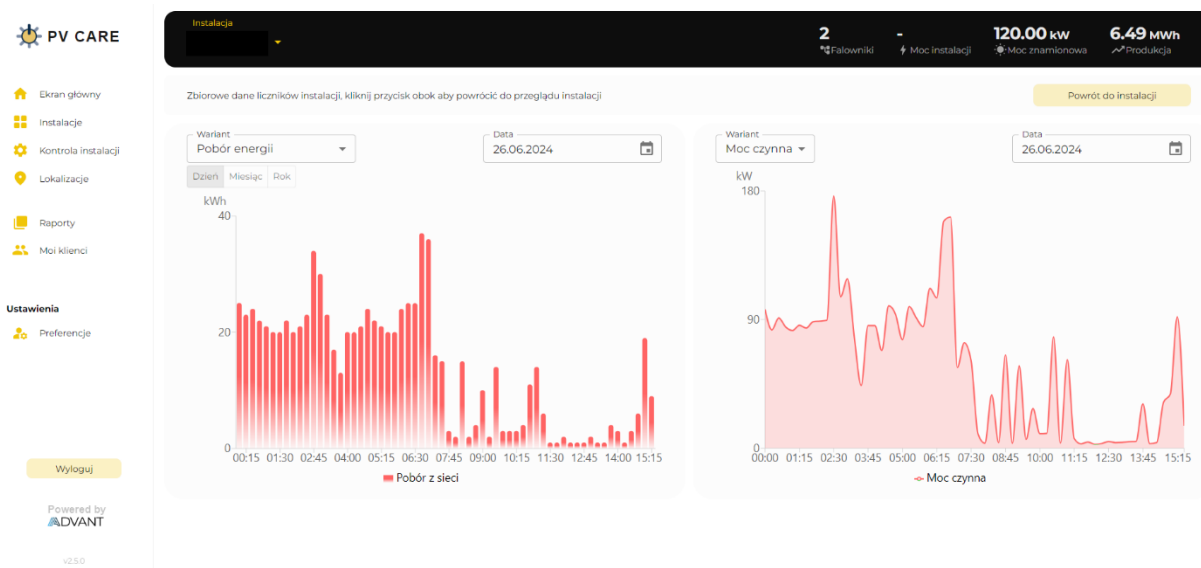 PV CARE
Ekran główny
Instalacje
Kontrola instalacji
Lokalizacje
Raporty
Moi klienci
Ustawienia
Preferencje
Wyloguj
Powered by
ADVANT
v2.5.0
Instalacja
2
Falowniki
-
Moc instalacji
120.00 kW
Moc znamionowa
6.49 MWh
Produkcja
Zbiorowe dane liczników instalacji, kliknij przycisk obok aby powrócić do przeglądu instalacji
Powrót do instalacji
Wariant
Pobór energii
Data
26.06.2024
Dzień Miesiąc Rok
kWh
40
20
0
00:15 01:30 02:45 04:00 05:15 06:30 07:45 09:00 10:15 11:30 12:45 14:00 15:15
Pobór z sieci
Wariant
Moc czynna
Data
26.06.2024
kW
180
90
0
00:00 01:15 02:30 03:45 05:00 06:15 07:30 08:45 10:00 11:15 12:30 13:45 15:15
Moc czynna